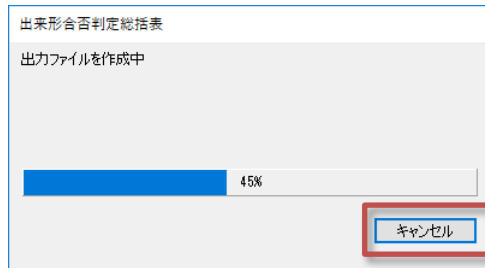 出来形合否判定総括表
出力ファイルを作成中
45%
キャンセル